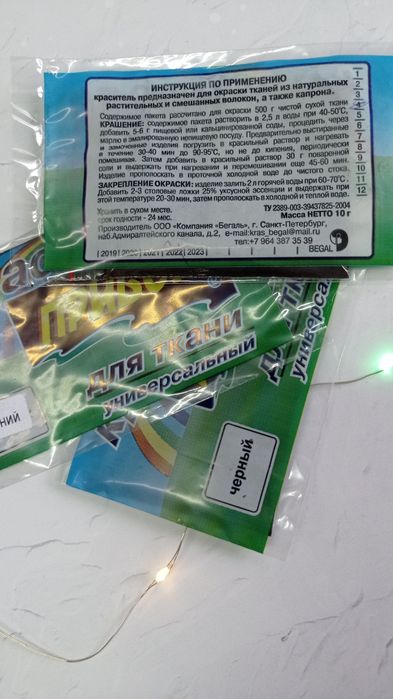 ИНСТРУКЦИЯ ПО ПРИМЕНЕНИЮ
краситель предназначен для окраски тканей из натуральных
растительных и смешанных волокон, а также капрона.
Содержимое пакета рассчитано для окраски 500 г чистой сухой ткани
КРАШЕНИЕ: содержимое пакета растворить в 2,5 л воды при 40-50°С,
добавить 5-6 г пищевой или кальцинированной соды, процедить через
марлю в эмалированную неокисную посуду. Предварительно выстиранные
и замоченные изделия погрузить в красильный раствор и нагревать
в течение 30-40 мин до 90-95°С, но не до кипения, периодически
помешивая. Затем добавить в красильный раствор 30 г поваренной
соли и выдержать при нагревании и перемешивании еще 45-60 мин.
Изделие прополоскать в проточной холодной воде до чистого стока.
ЗАКРЕПЛЕНИЕ ОКРАСКИ: изделие залить 2 л горячей воды при 60-70°С.
Добавить 2-3 столовые ложки 25% уксусной эссенции и выдержать при
этой температуре 20-30 мин, затем прополоскать в холодной и теплой воде.
Хранить в сухом месте.
срок годности - 24 мес.
ТУ 2389-003-39437825-2004
Масса НЕТТО 10 г
Производитель ООО «Компания «Бегаль», г. Санкт-Петербург,
наб.Адмиралтейского канала, д.2, e-mail:kras_begal@mail.ru
тел:+7 964 387 35 39
2019 2020 2021 2022 2023
BEGAL
1
2
3
4
5
6
7
8
9
10
11
12
для ткани
универсальный
для тк
универсальный
ний
черный